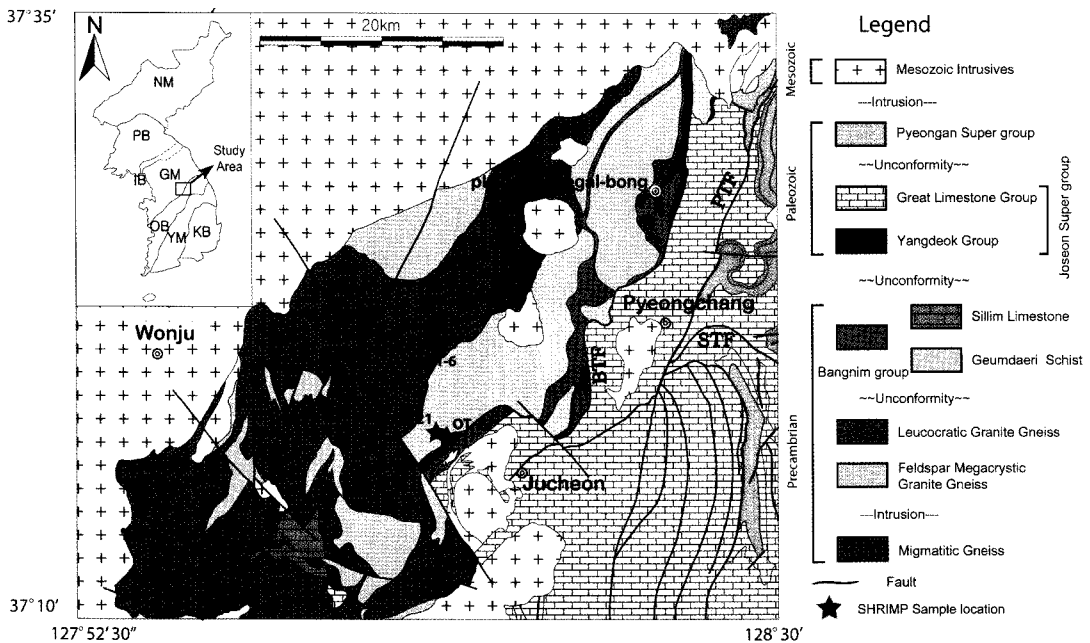 37° 35'
37° 10'
127° 52' 30"
128° 30'
N
NM
PB
IB
GM
OB
YM
KB
Study
Area
20km
PTF
Pyeongchang
Wonju
STF
BTF
-6
1
OT
Jucheon
Legend
Mesozoic
Mesozoic Intrusives
---Intrusion---
Paleozoic
Pyeongan Super group
~~Unconformity~~
Great Limestone Group
Yangdeok Group
Joseon Super group
~~Unconformity~~
Precambrian
Sillim Limestone
Bangnim group
Geumdaeri Schist
~~Unconformity~~
Leucocratic Granite Gneiss
Feldspar Megacrystic
Granite Gneiss
---Intrusion---
Migmatitic Gneiss
Fault
SHRIMP Sample location